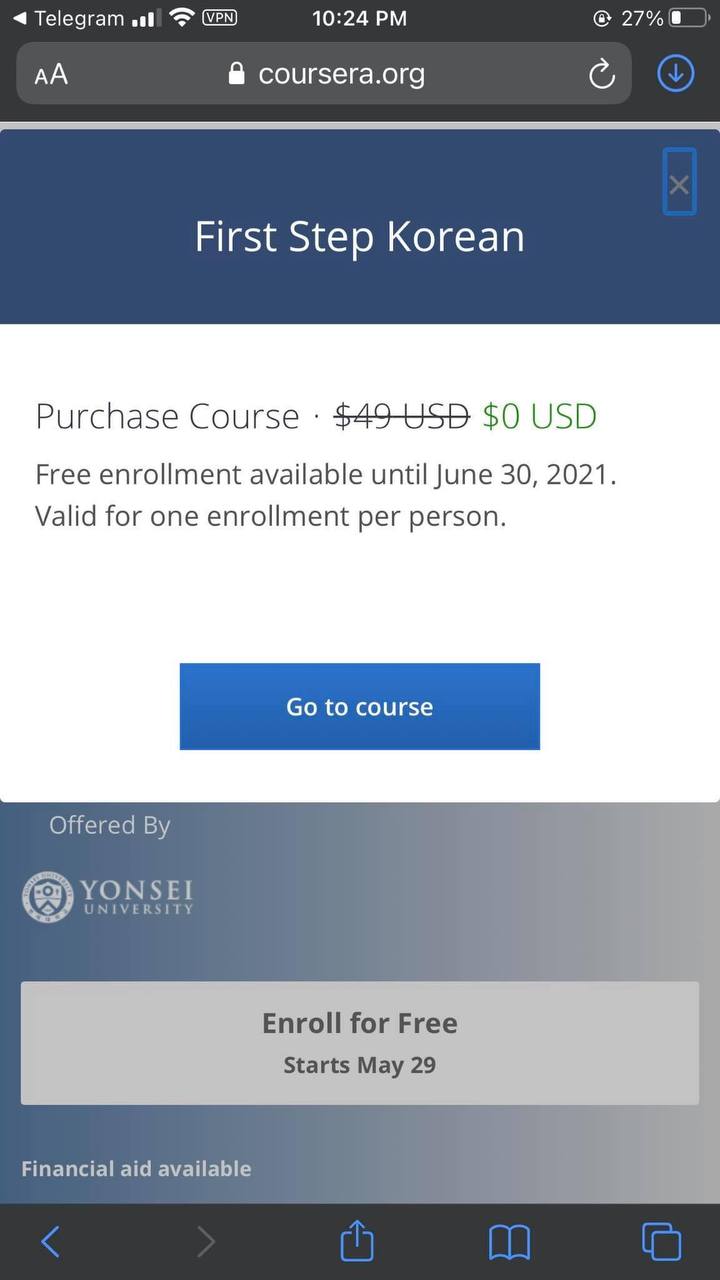 Telegram VPN 10:24 PM 27%
AA coursera.org
First Step Korean
Purchase Course · $49 USD $0 USD
Free enrollment available until June 30, 2021.
Valid for one enrollment per person.
Go to course
Offered By
YONSEI
UNIVERSITY
Enroll for Free
Starts May 29
Financial aid available